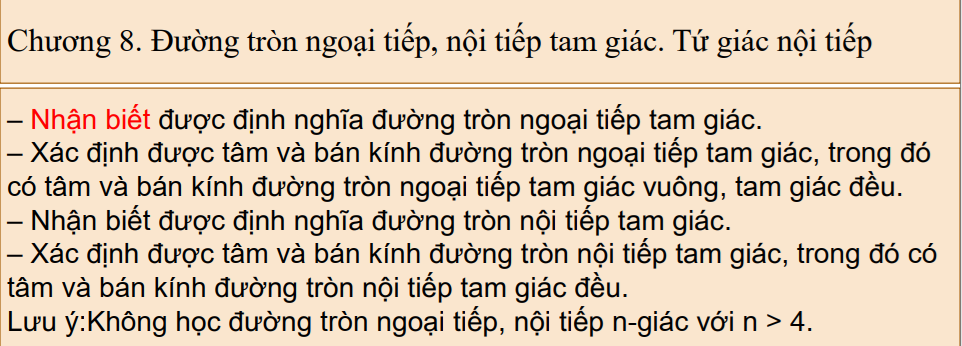 Chương 8. Đường tròn ngoại tiếp, nội tiếp tam giác. Tứ giác nội tiếp
– Nhận biết được định nghĩa đường tròn ngoại tiếp tam giác.
– Xác định được tâm và bán kính đường tròn ngoại tiếp tam giác, trong đó
có tâm và bán kính đường tròn ngoại tiếp tam giác vuông, tam giác đều.
– Nhận biết được định nghĩa đường tròn nội tiếp tam giác.
– Xác định được tâm và bán kính đường tròn nội tiếp tam giác, trong đó có
tâm và bán kính đường tròn nội tiếp tam giác đều.
Lưu ý:Không học đường tròn ngoại tiếp, nội tiếp n-giác với n > 4.